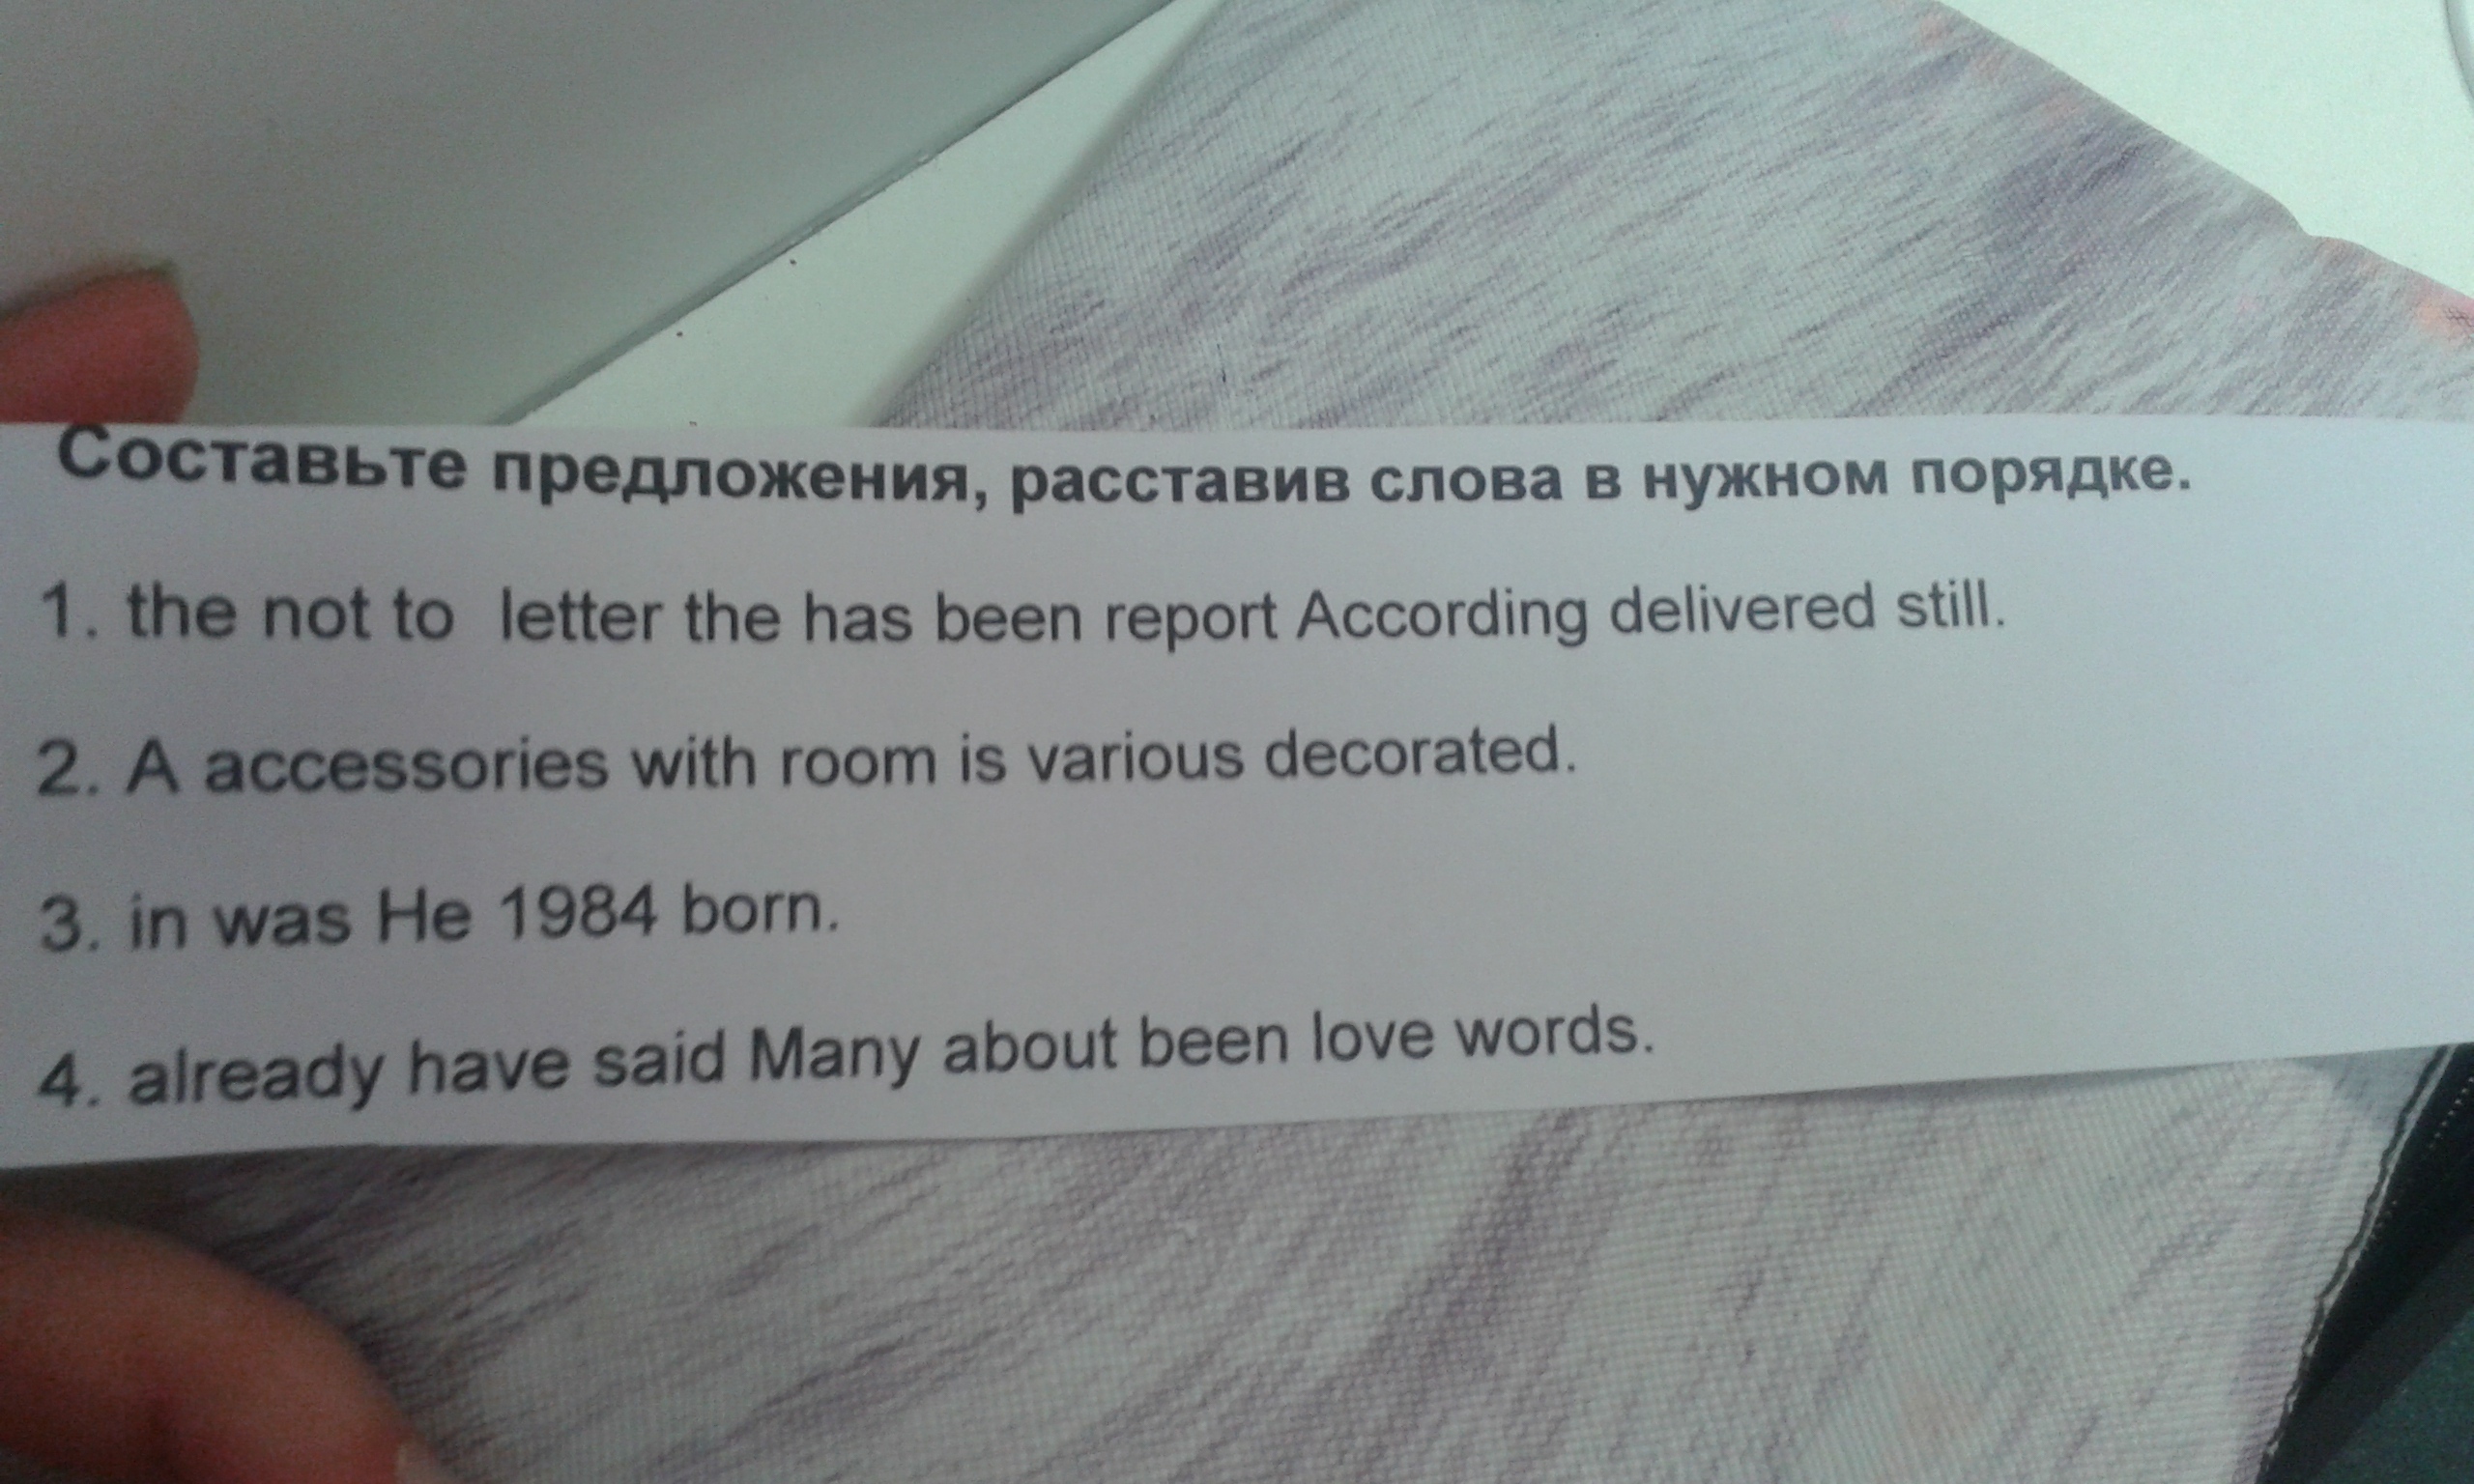 Составьте предложения, расставив слова в нужном порядке.
1. the not to letter the has been report According delivered still.
2. A accessories with room is various decorated.
3. in was He 1984 born.
4. already have said Many about been love words.